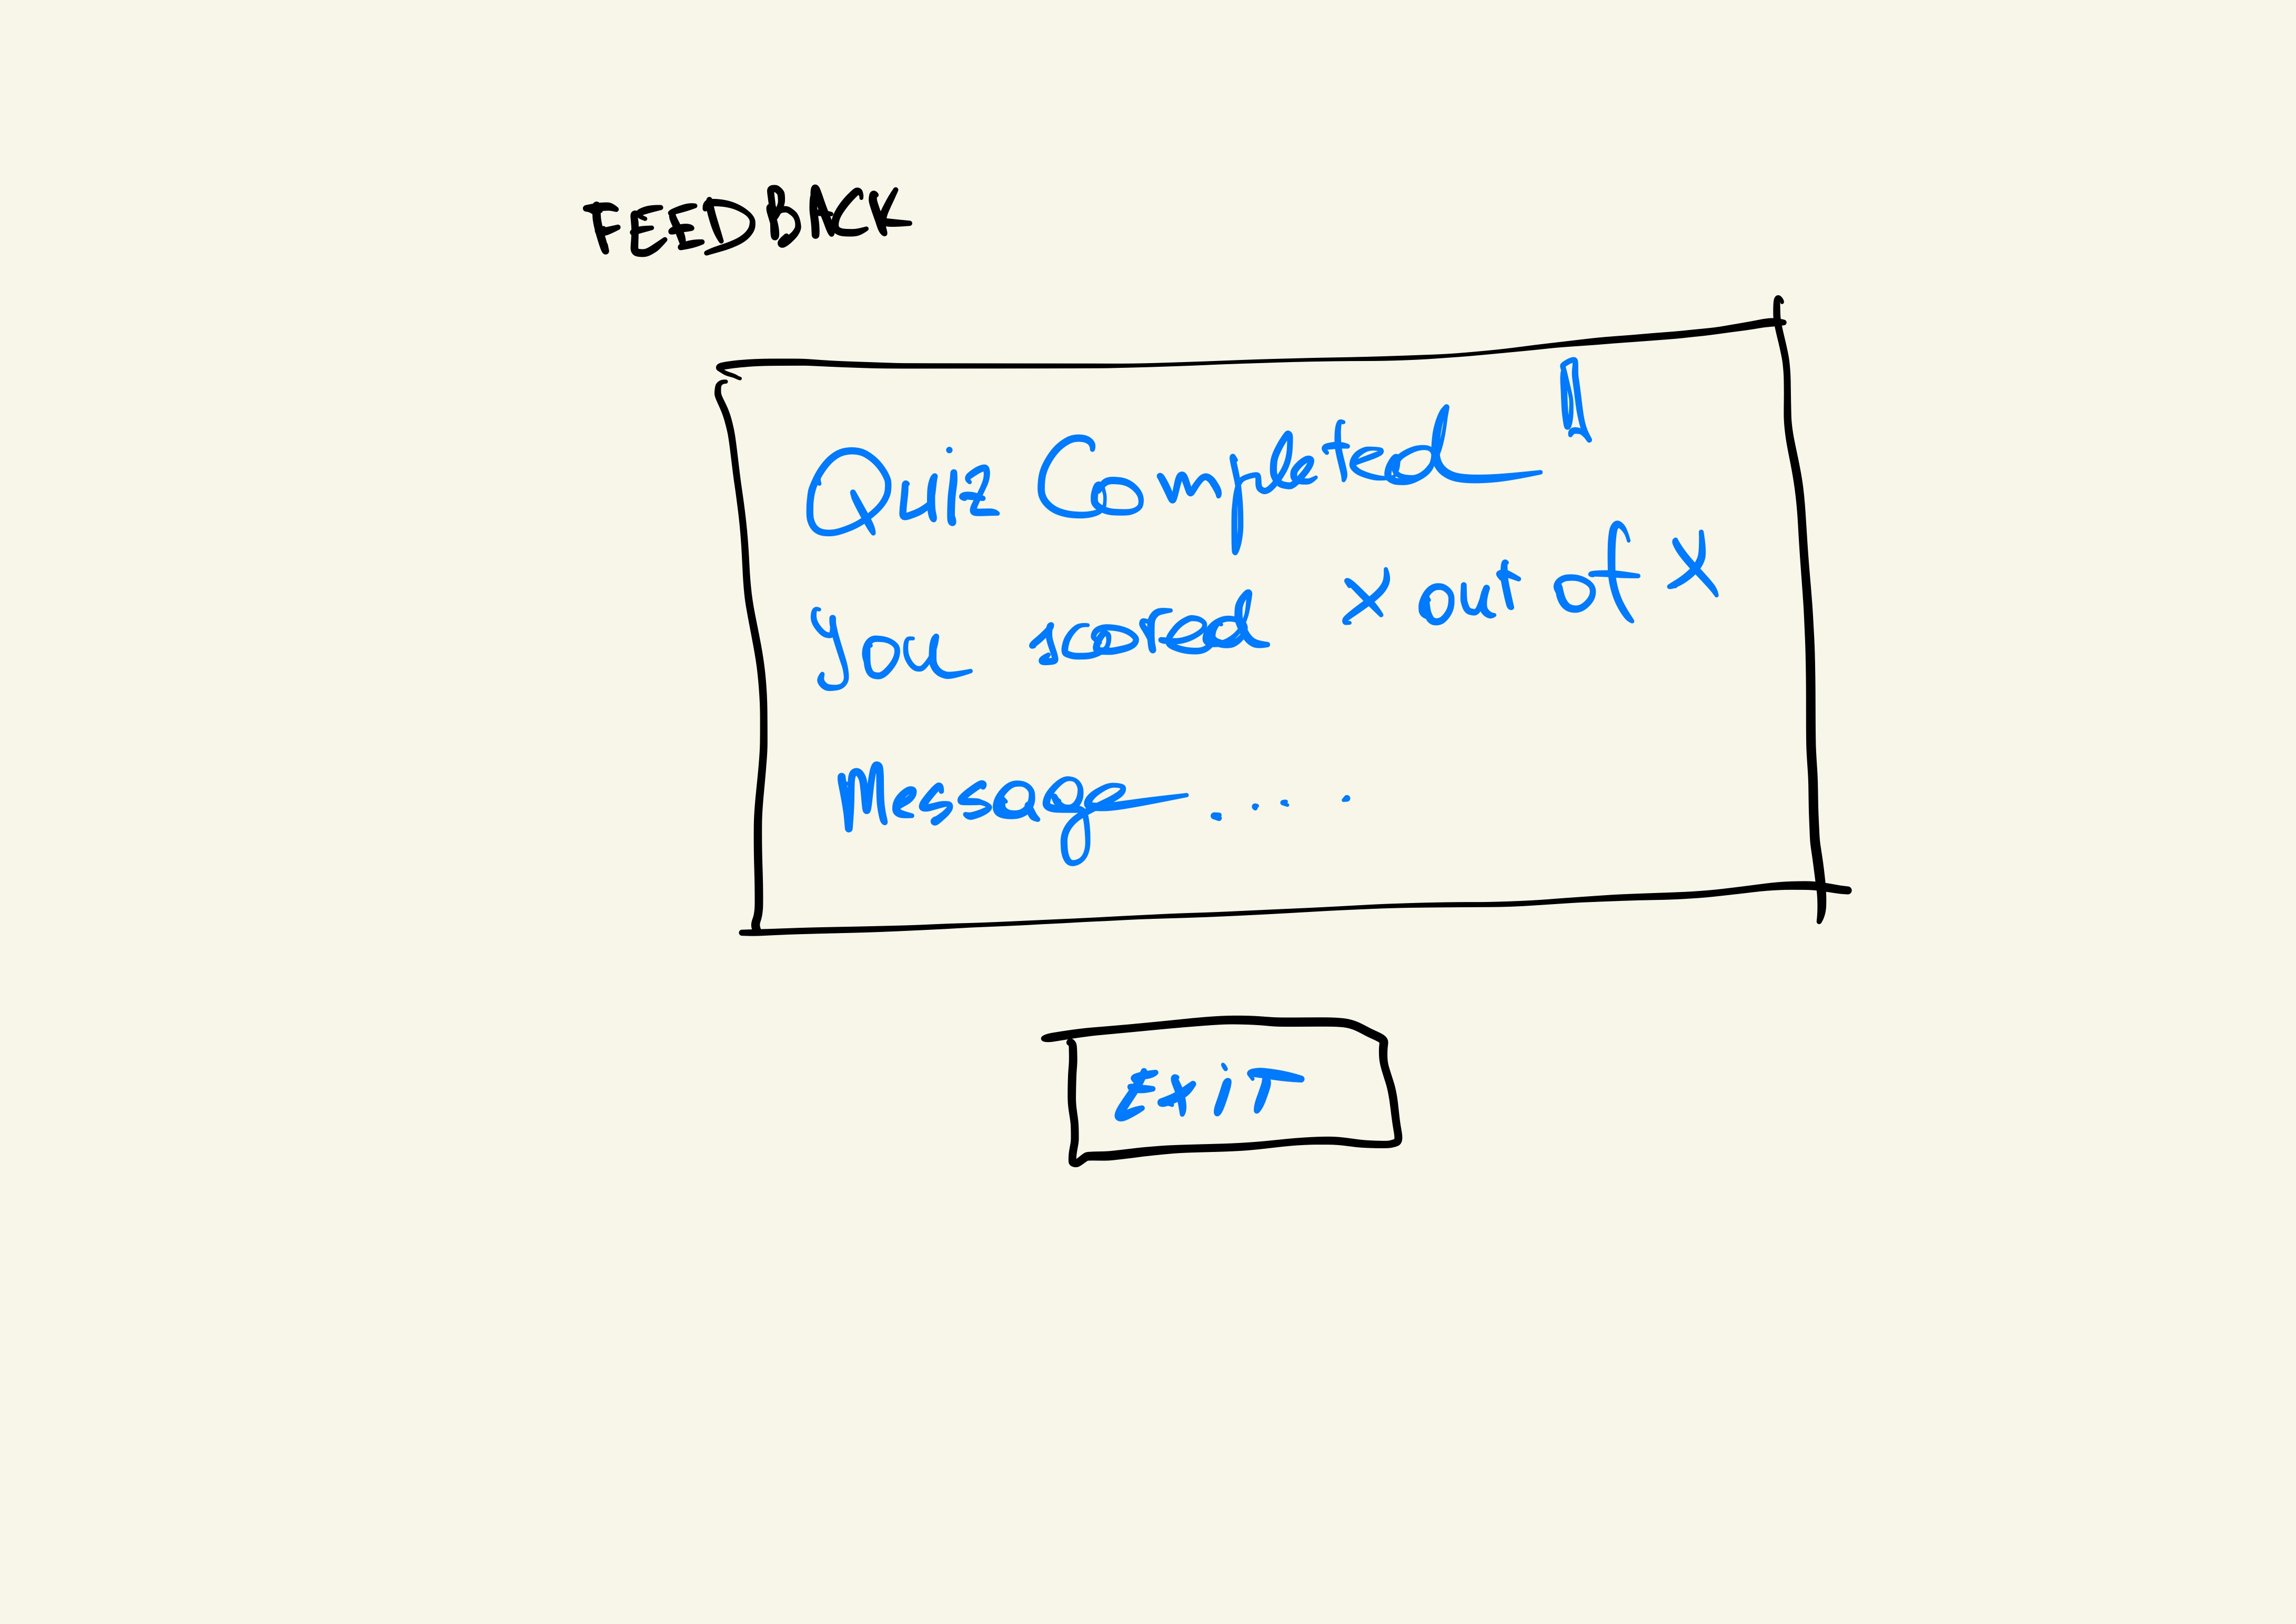 FEEDBACK
Quiz Completed !
You scored x out of x
Message....
Exit